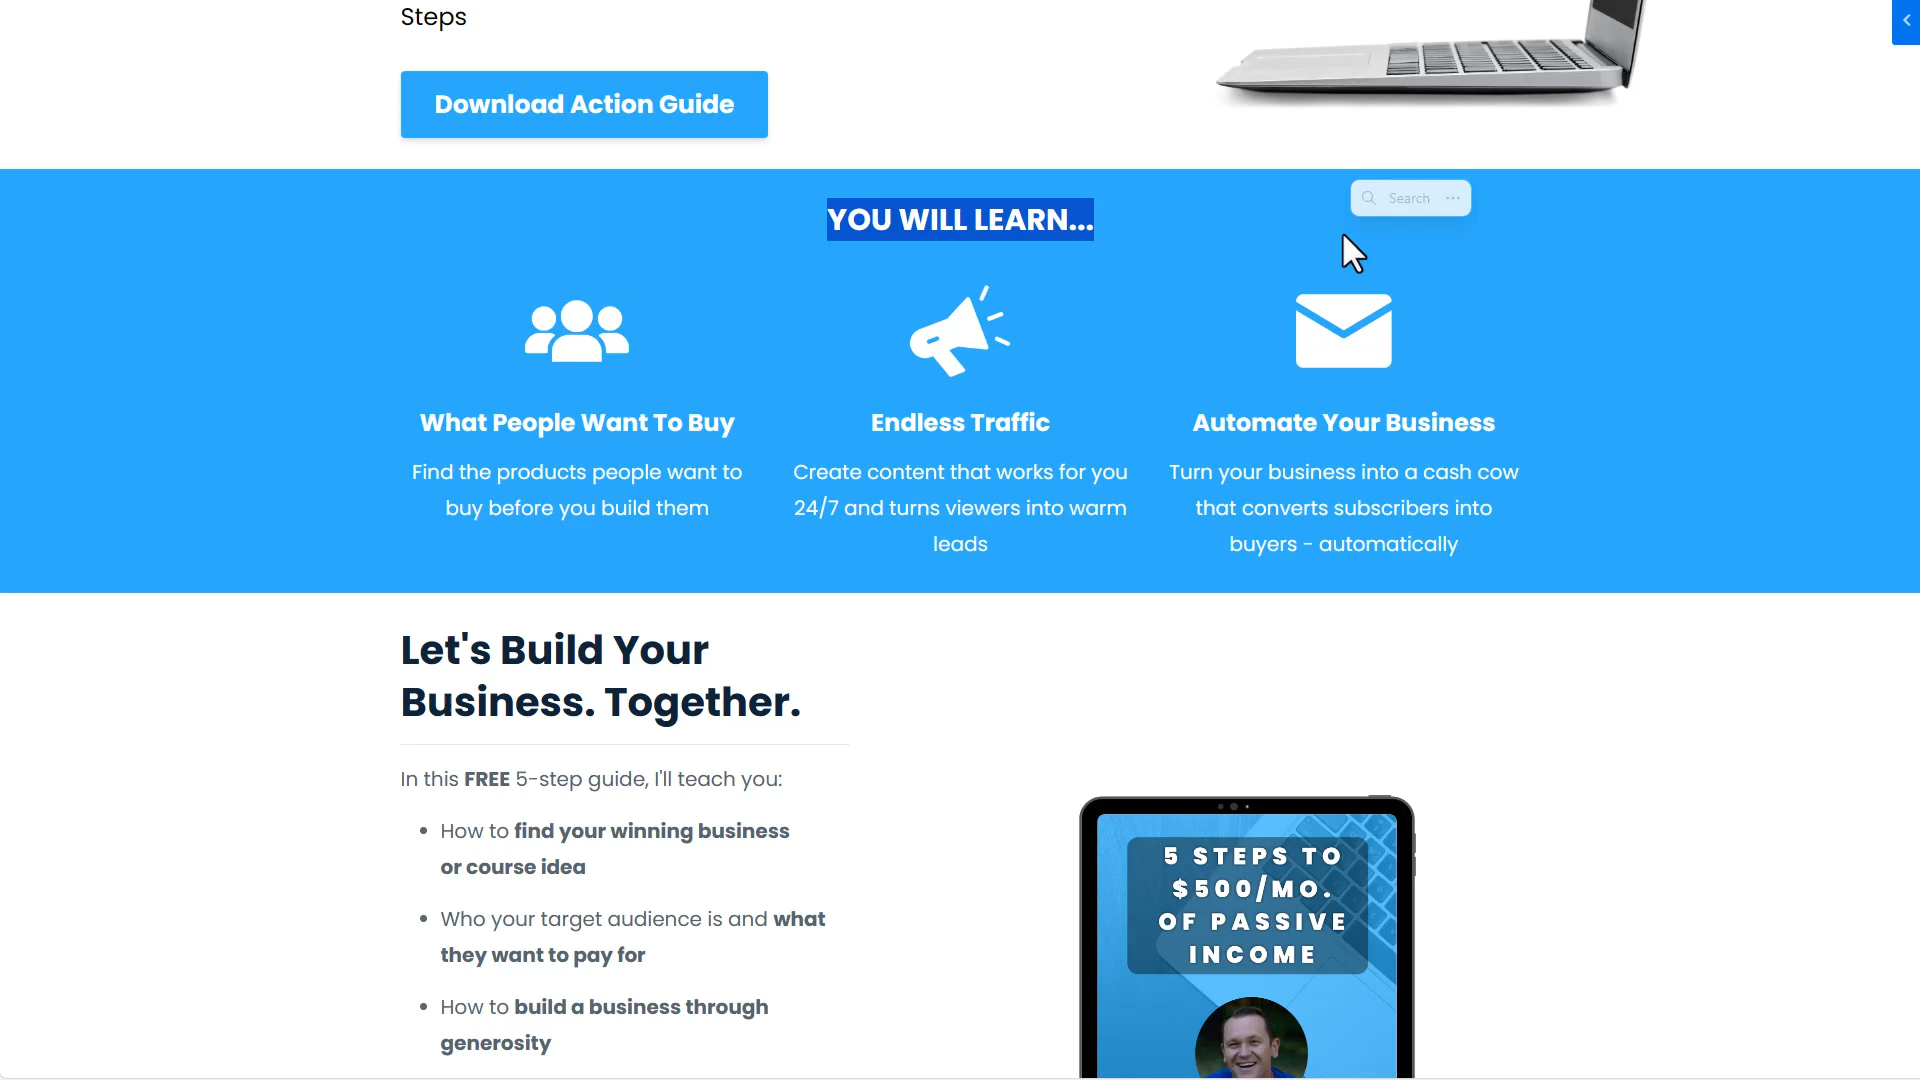 Steps
Download Action Guide
Search
YOU WILL LEARN...
What People Want To Buy
Find the products people want to
buy before you build them
Endless Traffic
Create content that works for you
24/7 and turns viewers into warm
leads
Automate Your Business
Turn your business into a cash cow
that converts subscribers into
buyers - automatically
Let's Build Your
Business. Together.
In this FREE 5-step guide, I'll teach you:
• How to find your winning business
or course idea
• Who your target audience is and what
they want to pay for
• How to build a business through
generosity
5 STEPS TO
$500/MO.
OF PASSIVE
INCOME